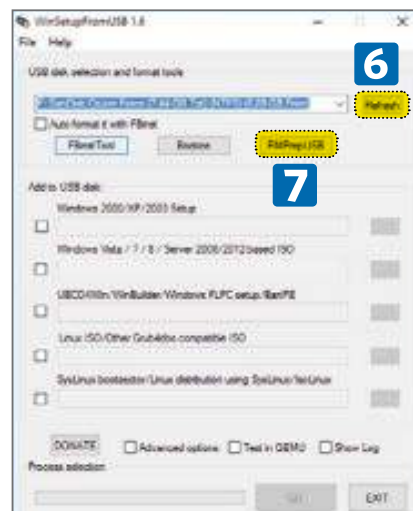 WinSetupFromUSB 1.6
File Help
USB disk selection and format tools
6
Refresh
Auto format it with FBinst
FBinstTool
Bootice
RMPrepUSB
7
Add to USB disk:
Windows 2000/XP/2003 Setup
Windows Vista / 7 / 8 / Server 2008/2012 based ISO
UBCD4Win/WinBuilder/Windows FLPC setup/BartPE
Linux ISO/Other Grub4dos compatible ISO
SysLinux bootsector/Linux distribution using SysLinux/IsoLinux
DONATE Advanced options Test in QEMU Show Log
Process selection
EXIT